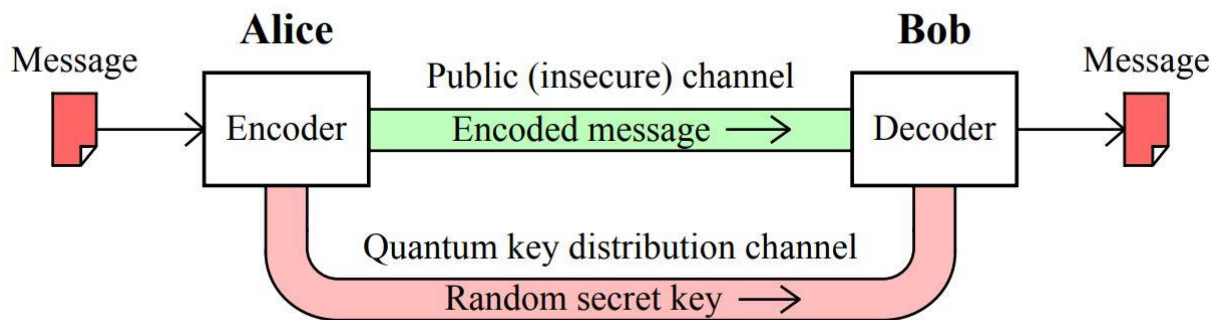 Alice
Bob
Message
Public (insecure) channel
Message
Encoder
Encoded message
Decoder
Quantum key distribution channel
Random secret key